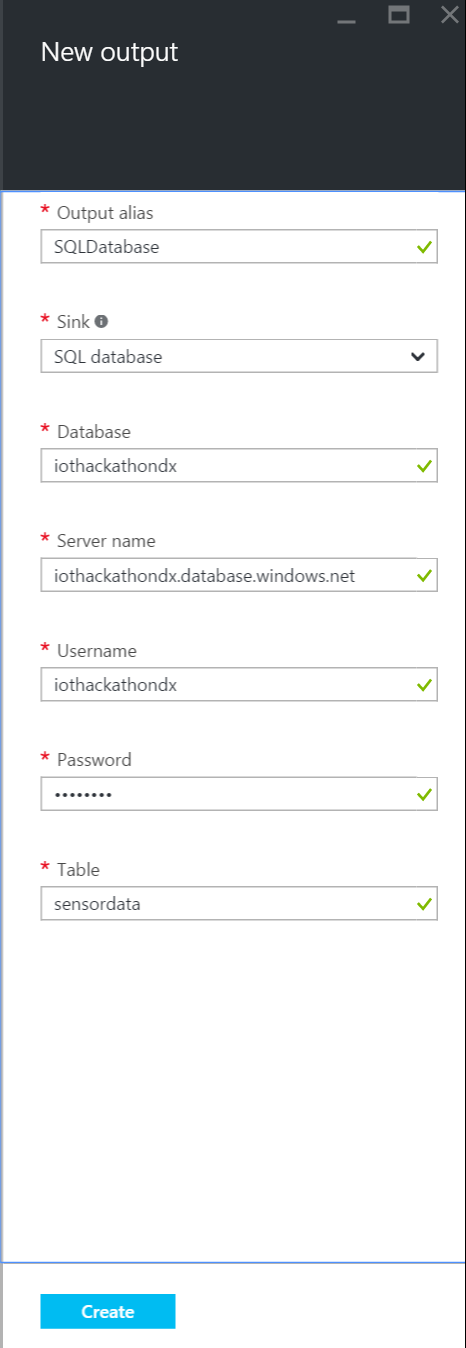 New output
* Output alias
SQLDatabase
* Sink
SQL database
* Database
iothackathondx
* Server name
iothackathondx.database.windows.net
* Username
iothackathondx
* Password
••••••••
* Table
sensordata
Create